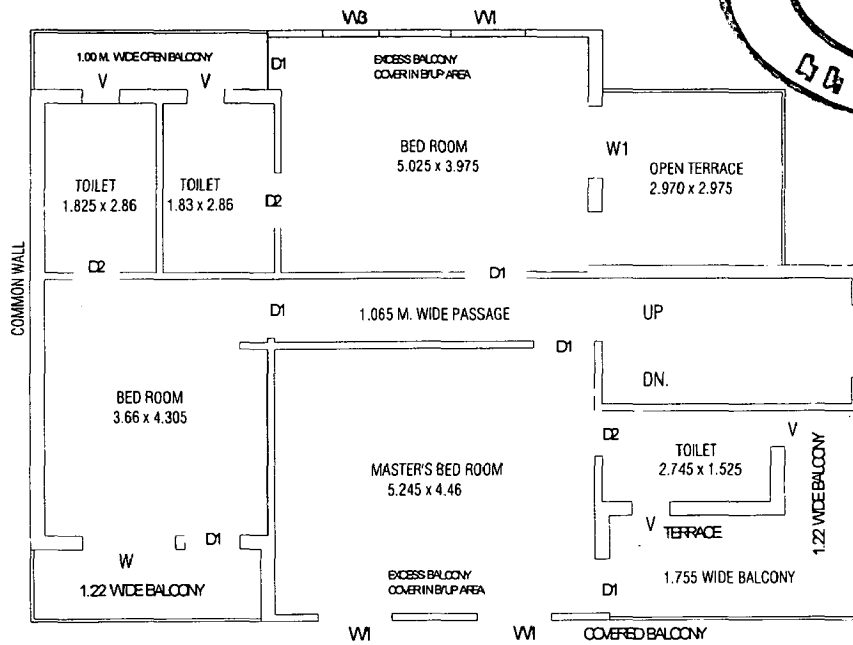 W3
W1
1.00 M. WIDE OPEN BALCONY
V
V
D1
EXCESS BALCONY
COVER IN B/UP AREA
BED ROOM
5.025 x 3.975
W1
OPEN TERRACE
2.970 x 2.975
TOILET
1.825 x 2.86
TOILET
1.83 x 2.86
D2
D2
D1
COMMON WALL
D1
1.065 M. WIDE PASSAGE
UP
D1
DN.
BED ROOM
3.66 x 4.305
MASTER'S BED ROOM
5.245 x 4.46
D2
TOILET
2.745 x 1.525
V
V
TERRACE
1.22 WIDE BALCONY
W
D1
1.22 WIDE BALCONY
EXCESS BALCONY
COVER IN B/UP AREA
D1
1.755 WIDE BALCONY
W1
W1
COVERED BALCONY